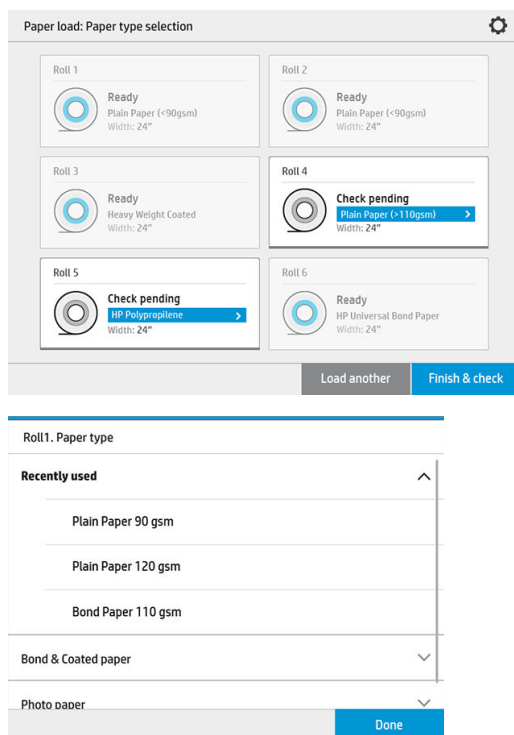 Paper load: Paper type selection
Roll 1
Ready
Plain Paper (<90gsm)
Width: 24"
Roll 2
Ready
Plain Paper (<90gsm)
Width: 24"
Roll 3
Ready
Heavy Weight Coated
Width: 24"
Roll 4
Check pending
Plain Paper (>110gsm)
Width: 24"
Roll 5
Check pending
HP Polypropilene
Width: 24"
Roll 6
Ready
HP Universal Bond Paper
Width: 24"
Load another
Finish & check
Roll1. Paper type
Recently used
Plain Paper 90 gsm
Plain Paper 120 gsm
Bond Paper 110 gsm
Bond & Coated paper
Photo paper
Done